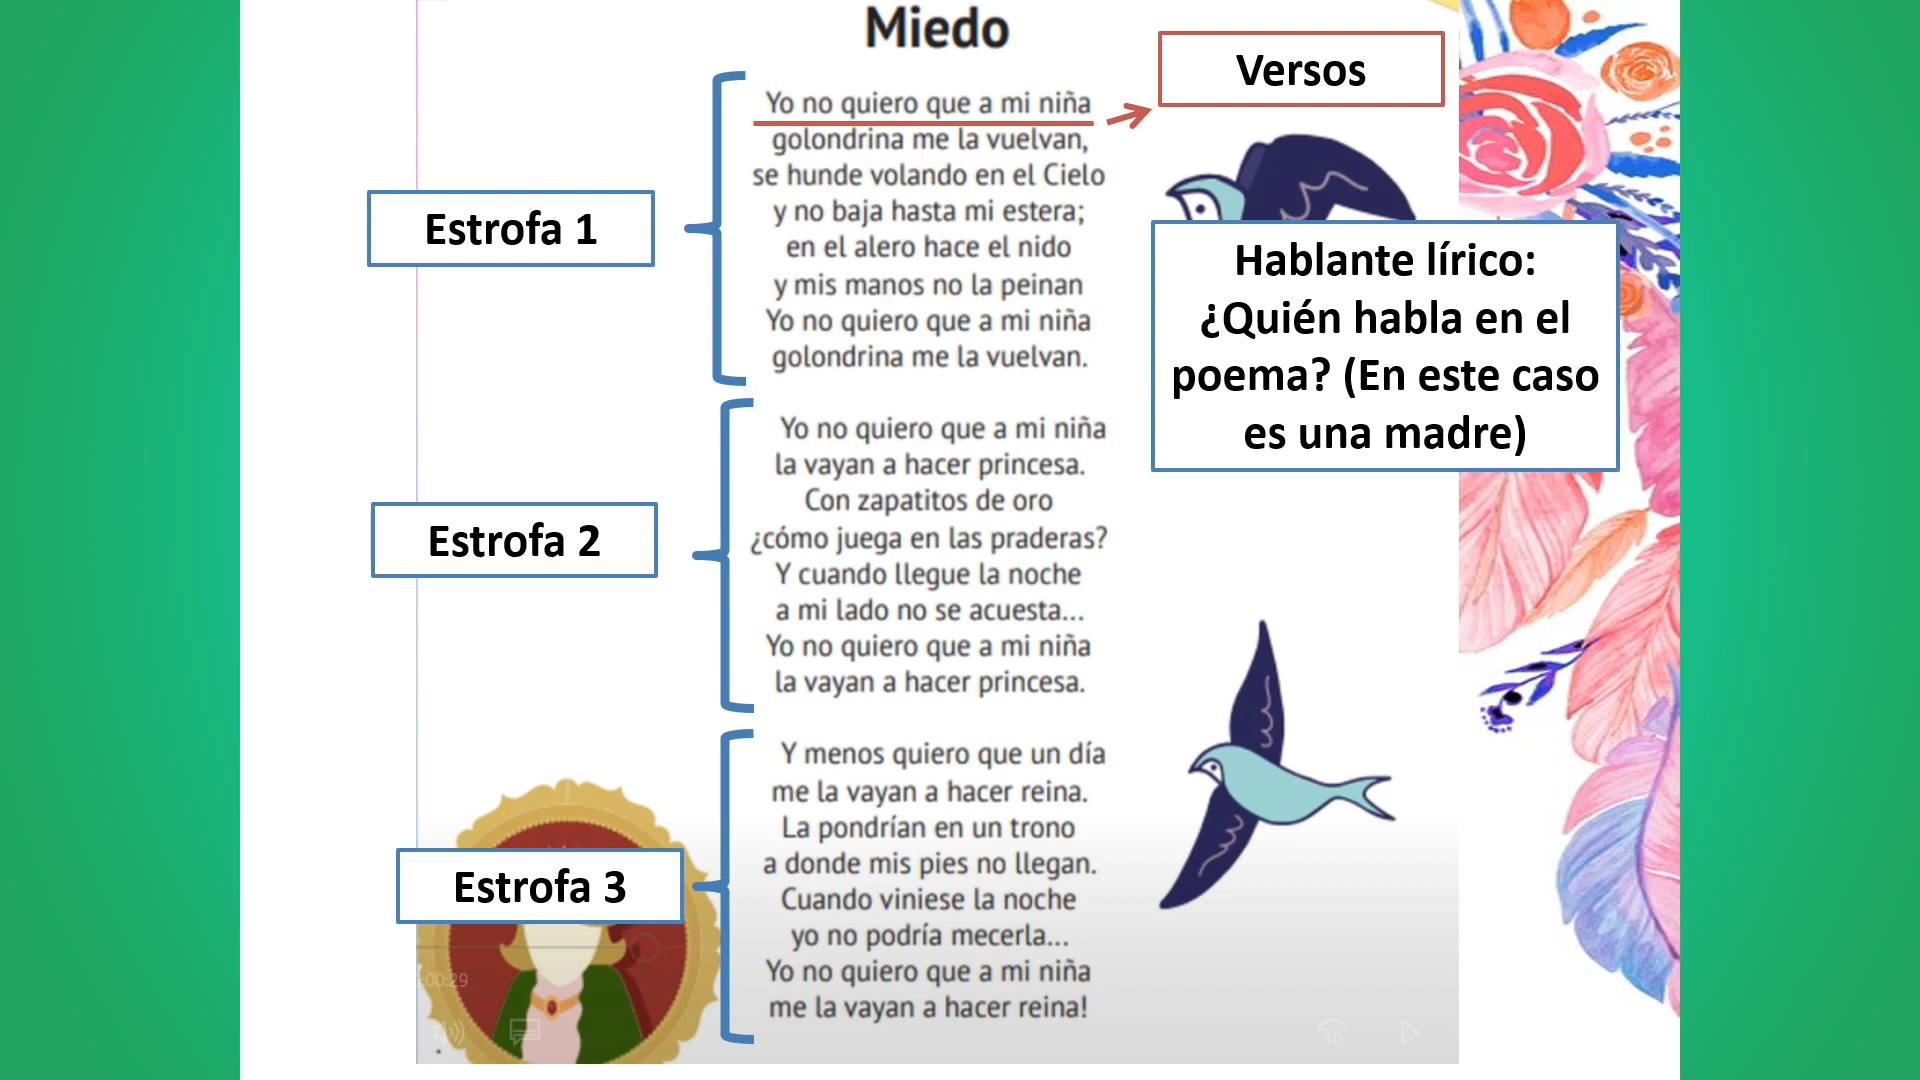 Miedo
Versos
Estrofa 1
Yo no quiero que a mi niña
golondrina me la vuelvan,
se hunde volando en el Cielo
y no baja hasta mi estera;
en el alero hace el nido
y mis manos no la peinan
Yo no quiero que a mi niña
golondrina me la vuelvan.
Hablante lírico:
¿Quién habla en el
poema? (En este caso
es una madre)
Estrofa 2
Yo no quiero que a mi niña
la vayan a hacer princesa.
Con zapatitos de oro
¿cómo juega en las praderas?
Y cuando llegue la noche
a mi lado no se acuesta...
Yo no quiero que a mi niña
la vayan a hacer princesa.
Estrofa 3
Y menos quiero que un día
me la vayan a hacer reina.
La pondrían en un trono
a donde mis pies no llegan.
Cuando viniese la noche
yo no podría mecerla...
Yo no quiero que a mi niña
me la vayan a hacer reina!
:00:29
10